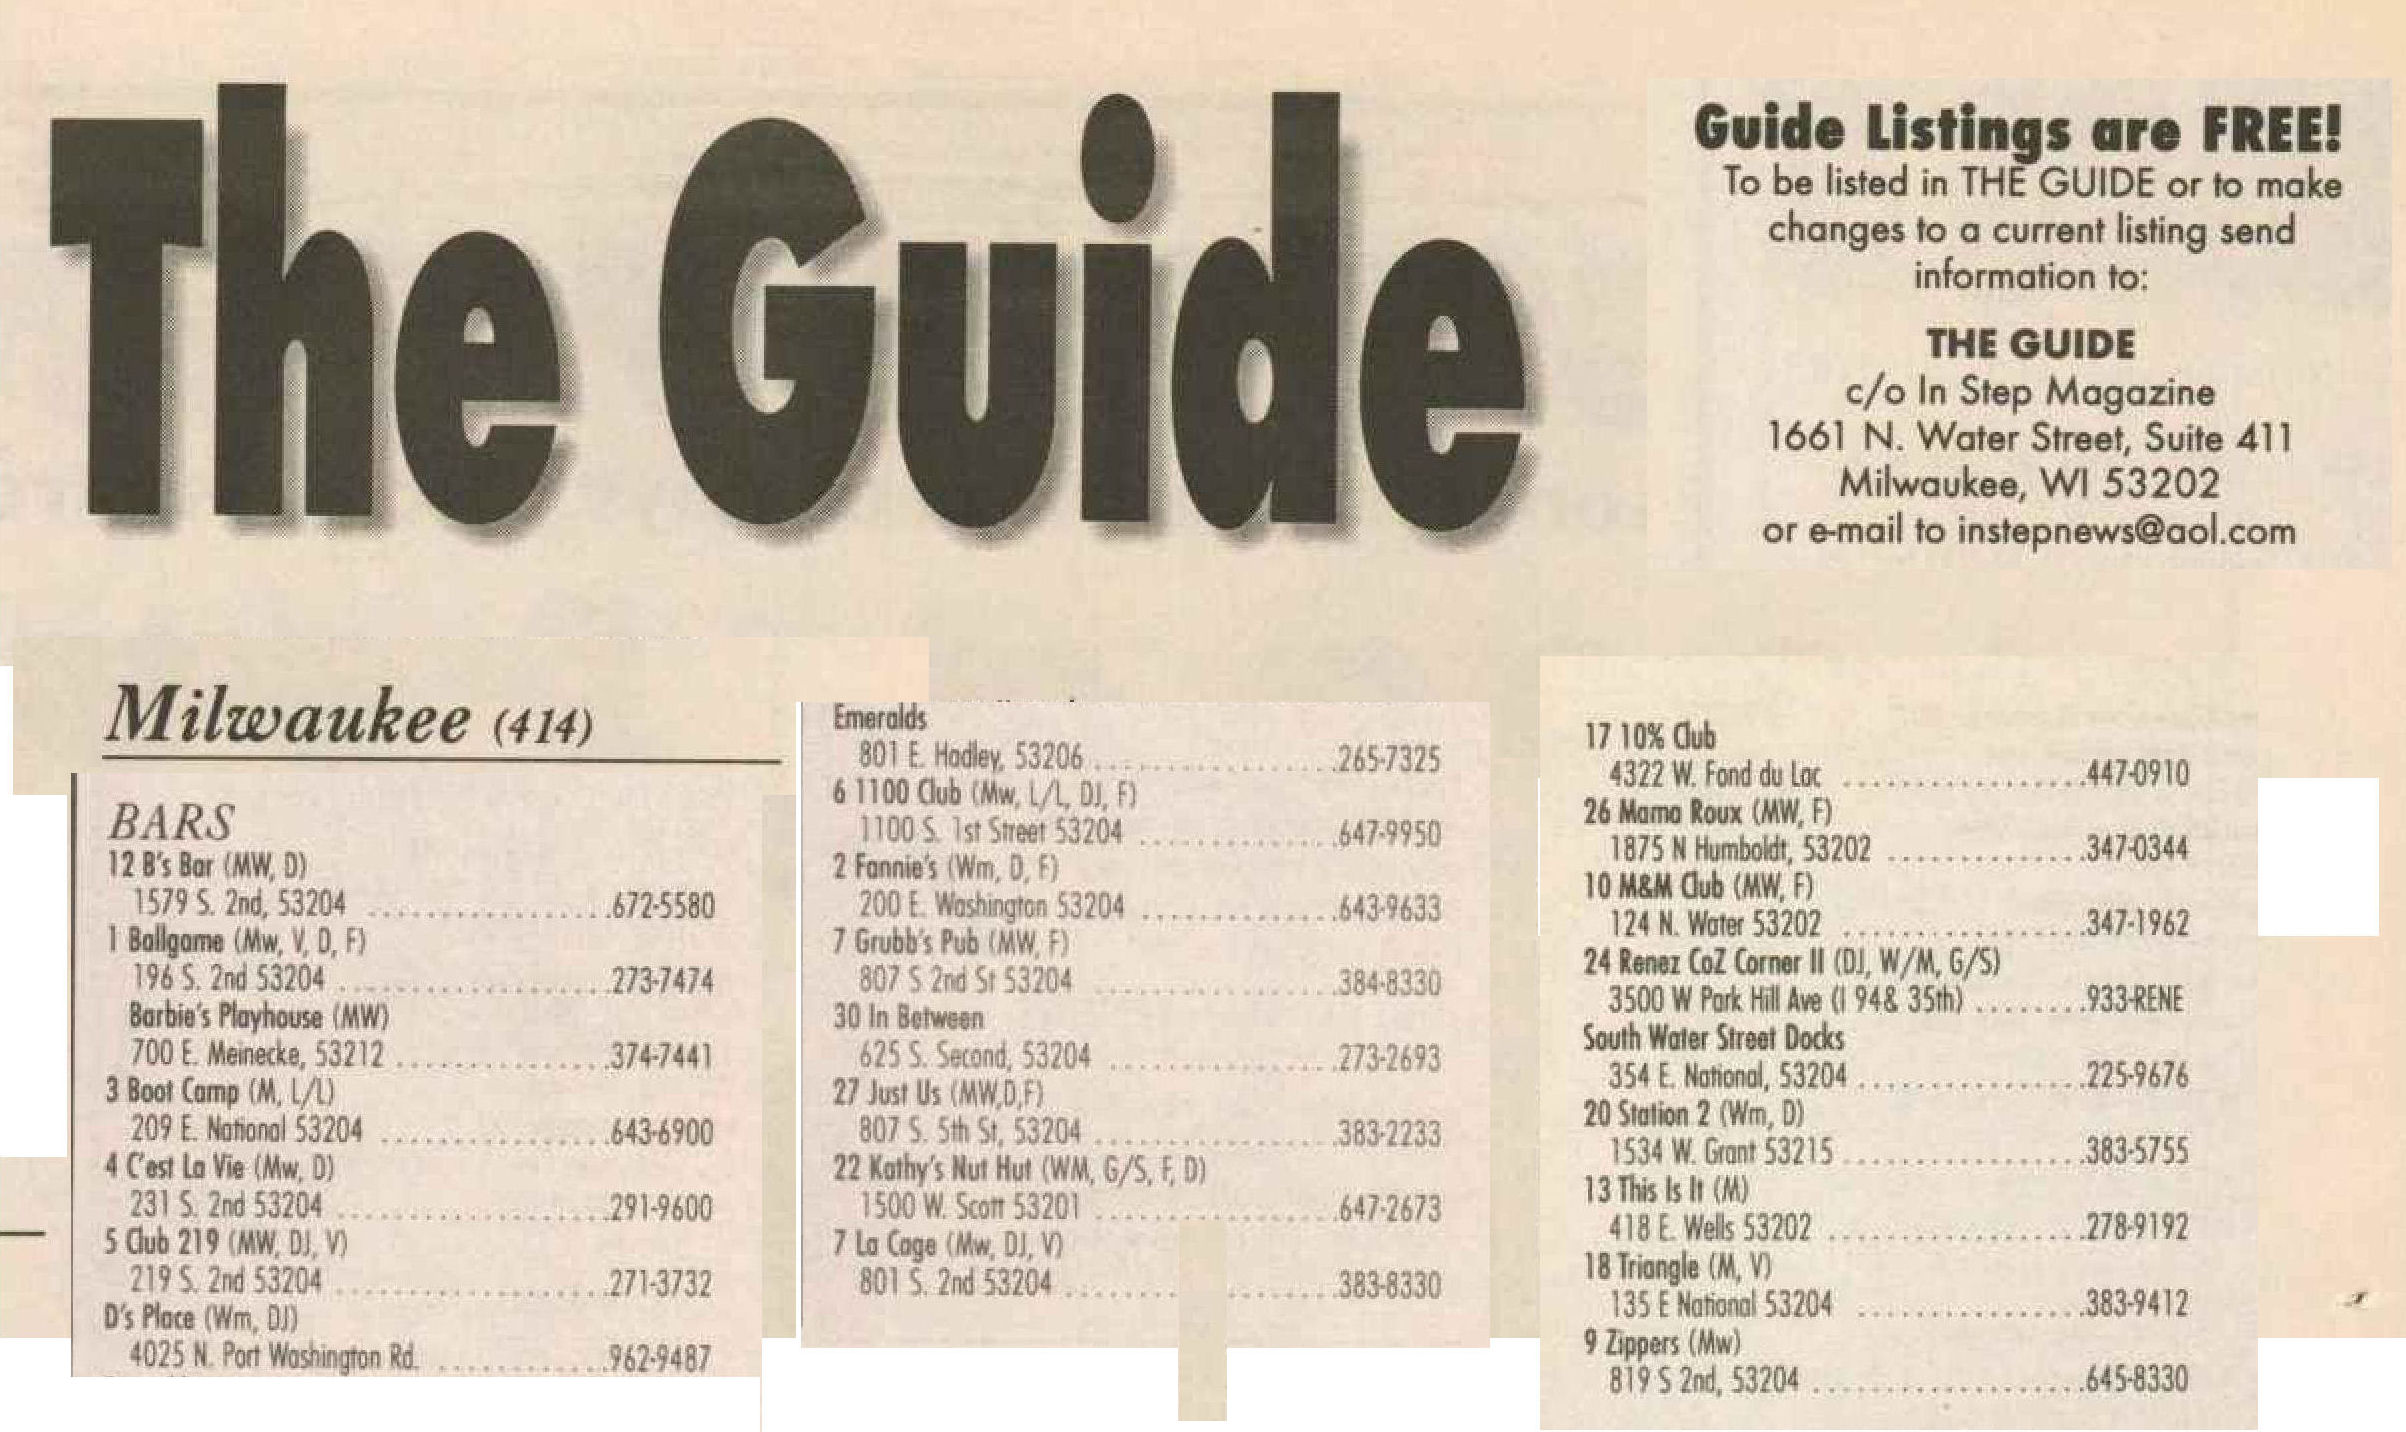 The Guide
Guide Listings are FREE!
To be listed in THE GUIDE or to make
changes to a current listing send
information to:
THE GUIDE
c/o In Step Magazine
1661 N. Water Street, Suite 411
Milwaukee, WI 53202
or e-mail to instepnews@aol.com
Milwaukee (414)
BARS
12 B's Bar (MW, D)
1579 S. 2nd, 53204 ..................672-5580
1 Ballgame (Mw, V, D, F)
196 S. 2nd 53204 ....................273-7474
Barbie's Playhouse (MW)
700 E. Meinecke, 53212 ...............374-7441
3 Boot Camp (M, L/L)
209 E. National 53204 .................643-6900
4 C'est La Vie (Mw, D)
231 S. 2nd 53204 ....................291-9600
5 Club 219 (MW, DJ, V)
219 S. 2nd 53204 ....................271-3732
D's Place (Wm, DJ)
4025 N. Port Washington Rd. ............962-9487
Emeralds
801 E. Hadley, 53206 ..................265-7325
6 1100 Club (Mw, L/L, DJ, F)
1100 S. 1st Street 53204 ...............647-9950
2 Fannie's (Wm, D, F)
200 E. Washington 53204 ...............643-9633
7 Grubb's Pub (MW, F)
807 S 2nd St 53204 ..................384-8330
30 In Between
625 S. Second, 53204 .................273-2693
27 Just Us (MW,D,F)
807 S. 5th St, 53204 ..................383-2233
22 Kathy's Nut Hut (WM, G/S, F, D)
1500 W. Scott 53201 ..................647-2673
7 La Cage (Mw, DJ, V)
801 S. 2nd 53204 ....................383-8330
17 10% Club
4322 W. Fond du Lac ..................447-0910
26 Mama Roux (MW, F)
1875 N Humboldt, 53202 ...............347-0344
10 M&M Club (MW, F)
124 N. Water 53202 ..................347-1962
24 Renez CoZ Corner II (DJ, W/M, G/S)
3500 W Park Hill Ave (I 94& 35th) ........933-RENE
South Water Street Docks
354 E. National, 53204 .................225-9676
20 Station 2 (Wm, D)
1534 W. Grant 53215 ..................383-5755
13 This Is It (M)
418 E. Wells 53202 ...................278-9192
18 Triangle (M, V)
135 E National 53204 .................383-9412
9 Zippers (Mw)
819 S 2nd, 53204 ....................645-8330